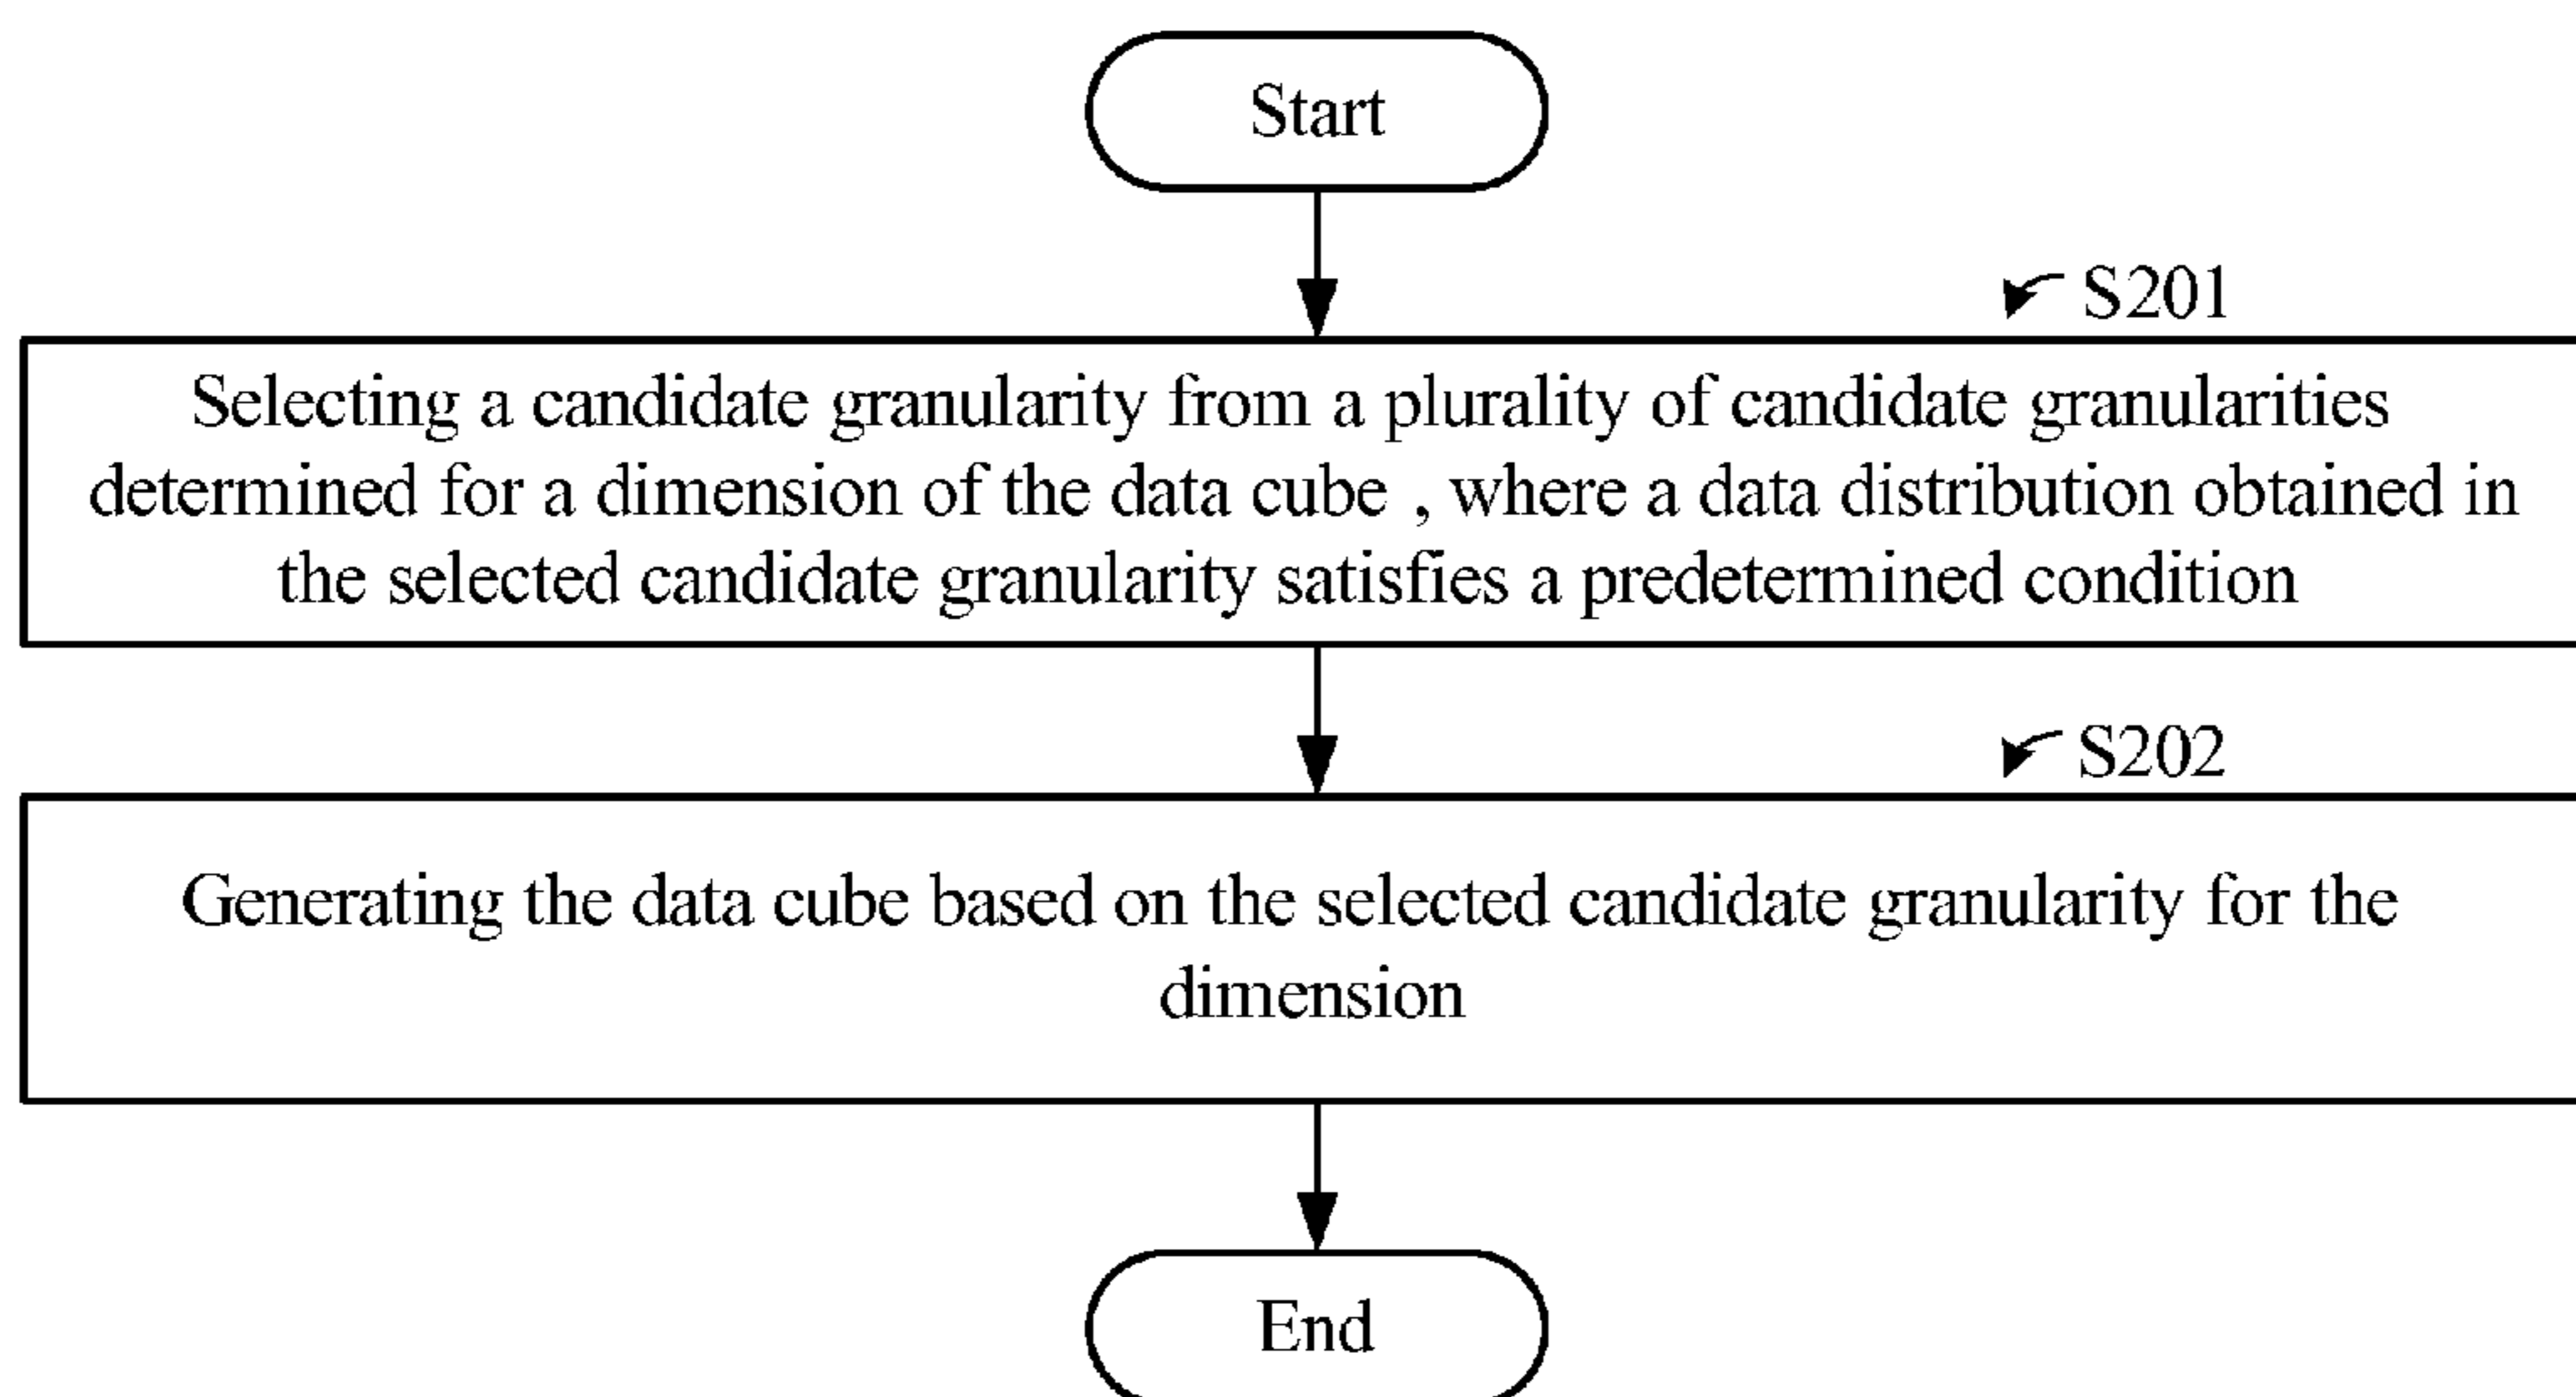 Start
S201
Selecting a candidate granularity from a plurality of candidate granularities
determined for a dimension of the data cube , where a data distribution obtained in
the selected candidate granularity satisfies a predetermined condition
S202
Generating the data cube based on the selected candidate granularity for the
dimension
End